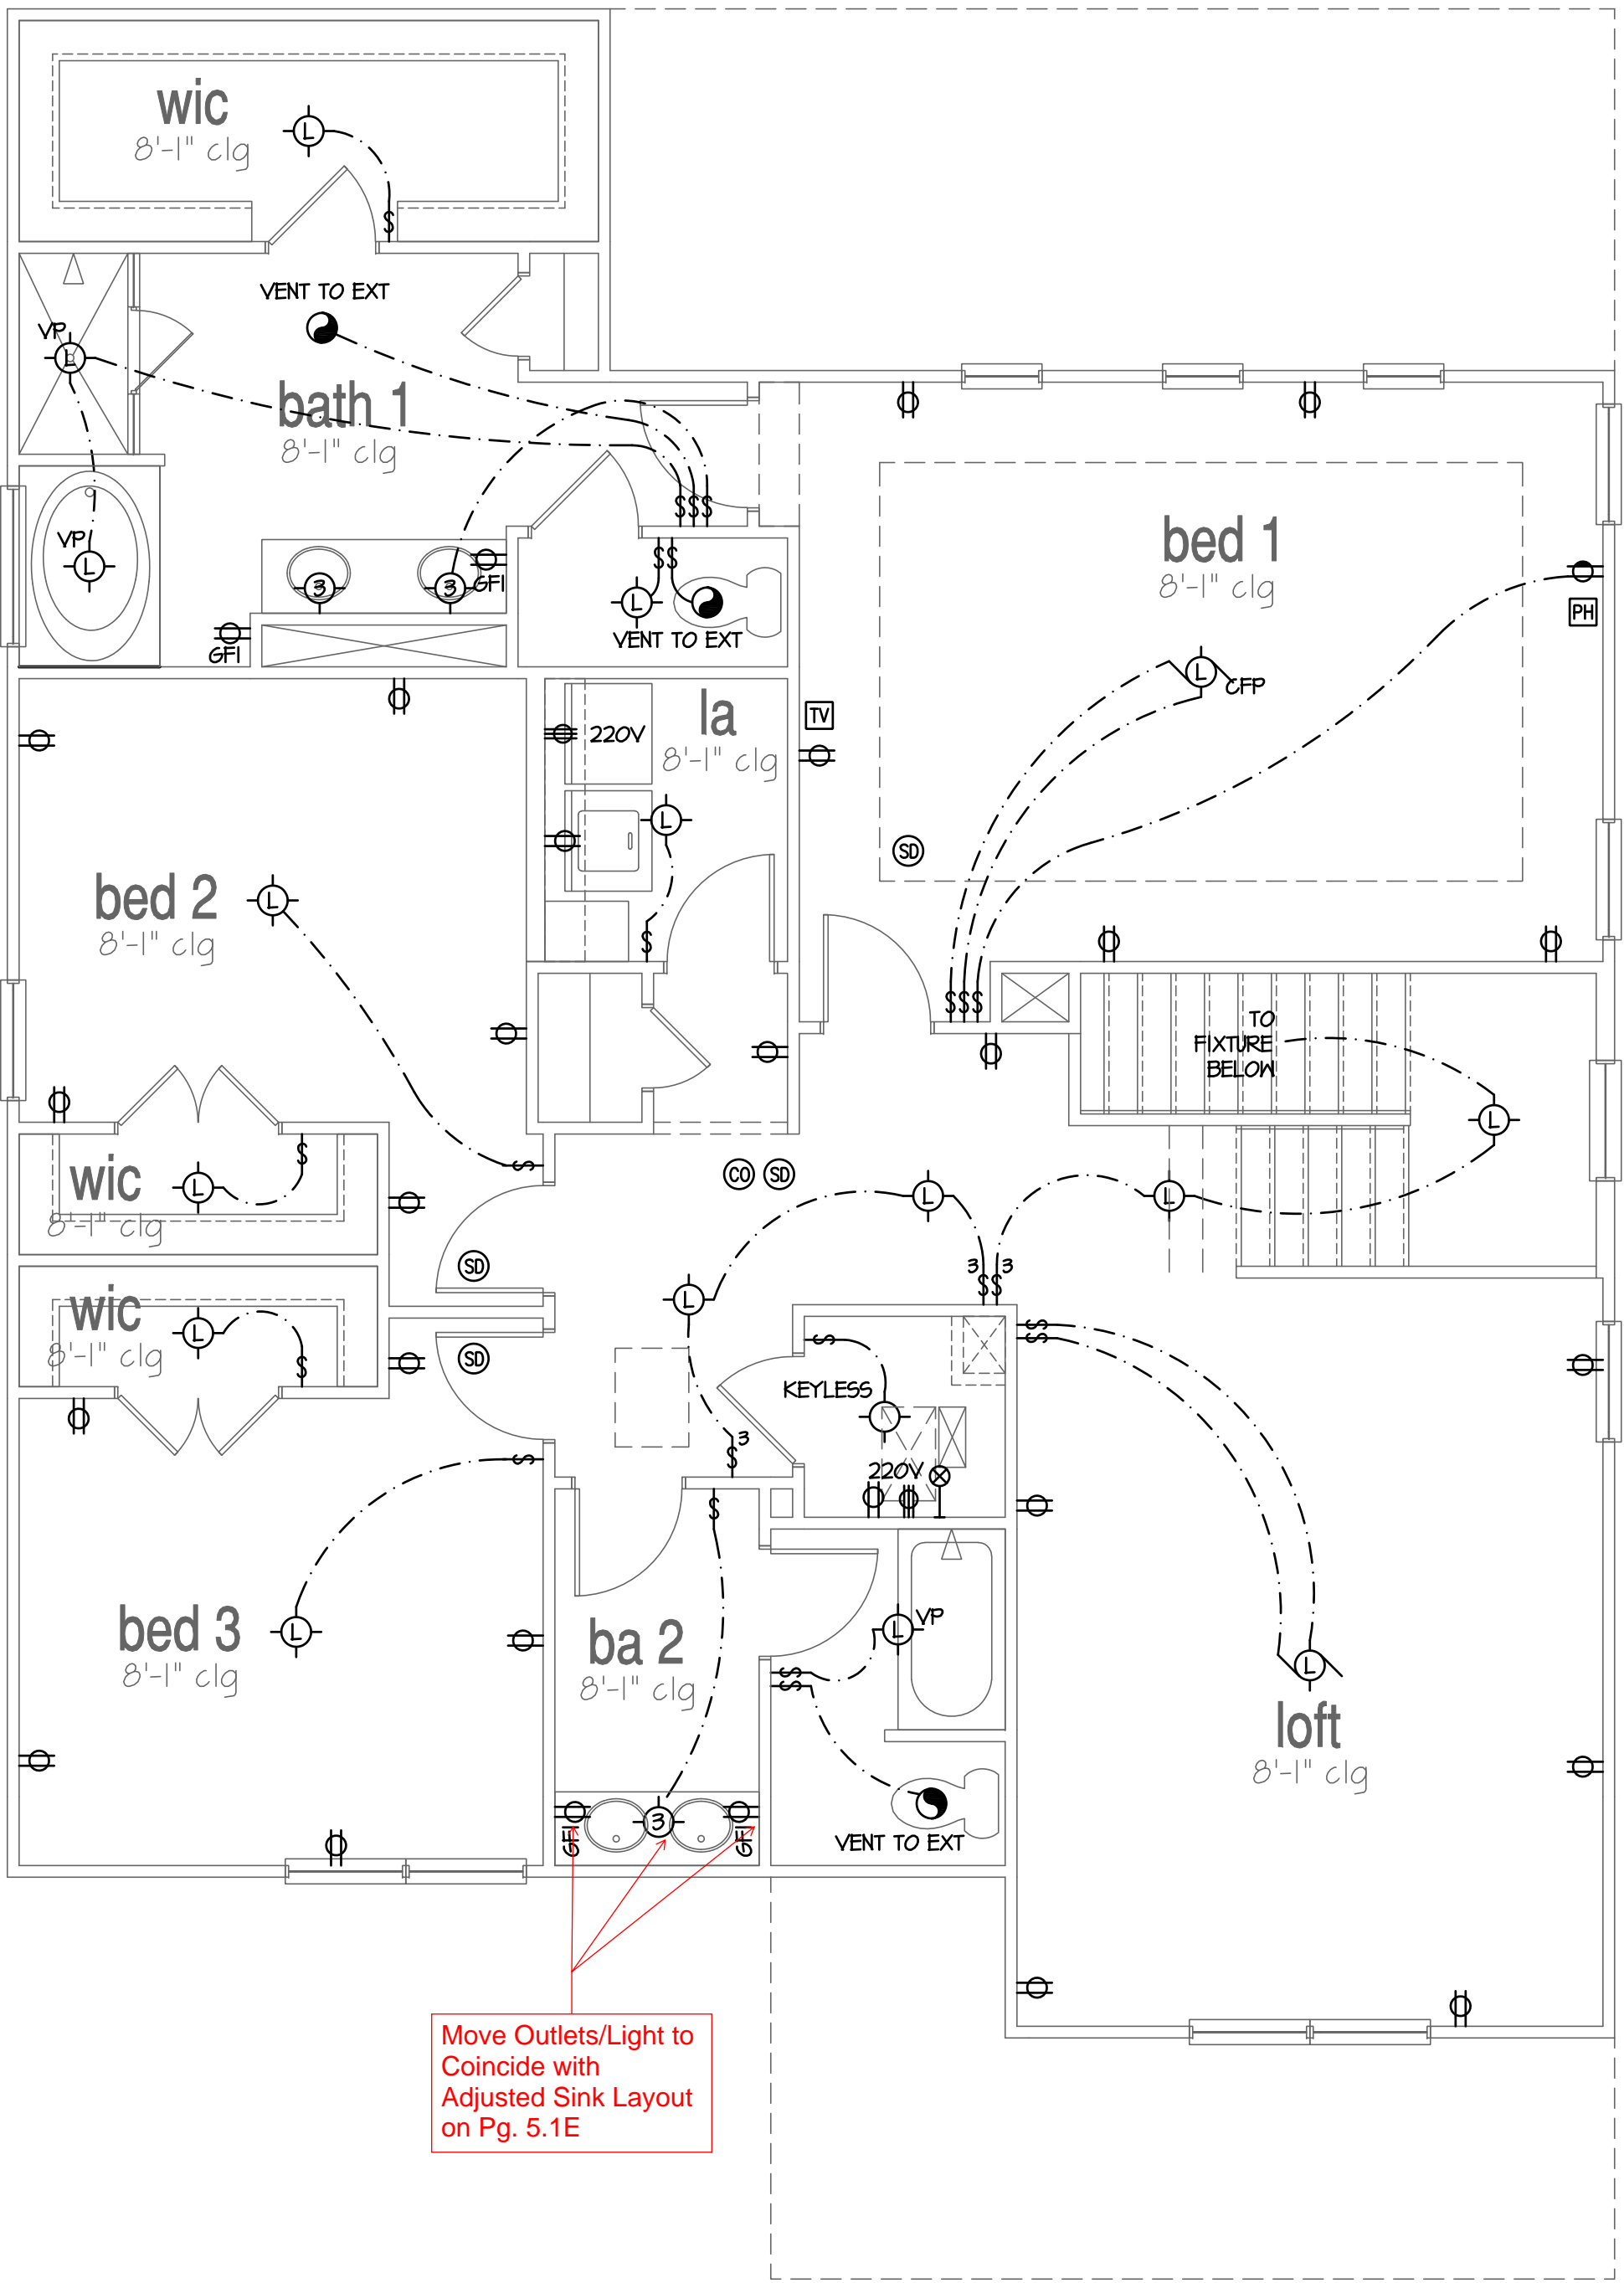 wic
8'-1" clg
L
S
VENT TO EXT
VP
L
bath 1
8'-1" clg
S S S
VP
L
3
3
GFI
GFI
S S
L
VENT TO EXT
bed 1
8'-1" clg
PH
L
CFP
TV
SD
S S S
la
8'-1" clg
220V
L
S
bed 2
8'-1" clg
L
S
TO
FIXTURE
BELOW
L
wic
8'-1" clg
L
S
CO
SD
L
L
3
3
S S
SD
wic
8'-1" clg
L
S
SD
L
3
S
S
KEYLESS
L
220V
S
S
S
S
bed 3
8'-1" clg
L
ba 2
8'-1" clg
S
VP
L
S
S
L
loft
8'-1" clg
3
GFI
GFI
VENT TO EXT
Move Outlets/Light to
Coincide with
Adjusted Sink Layout
on Pg. 5.1E